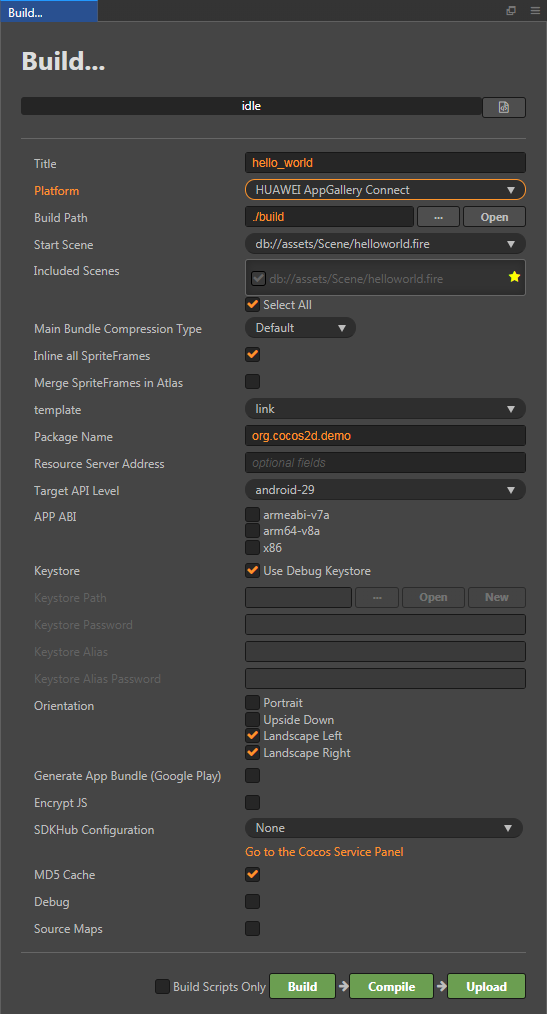 Build...
Build...
idle
Title hello_world
Platform HUAWEI AppGallery Connect
Build Path ./build ... Open
Start Scene db://assets/Scene/helloworld.fire
Included Scenes db://assets/Scene/helloworld.fire
Select All
Main Bundle Compression Type Default
Inline all SpriteFrames
Merge SpriteFrames in Atlas
template link
Package Name org.cocos2d.demo
Resource Server Address optional fields
Target API Level android-29
APP ABI armeabi-v7a
arm64-v8a
x86
Keystore Use Debug Keystore
Keystore Path ... Open New
Keystore Password
Keystore Alias
Keystore Alias Password
Orientation Portrait
Upside Down
Landscape Left
Landscape Right
Generate App Bundle (Google Play)
Encrypt JS
SDKHub Configuration None
Go to the Cocos Service Panel
MD5 Cache
Debug
Source Maps
Build Scripts Only Build Compile Upload